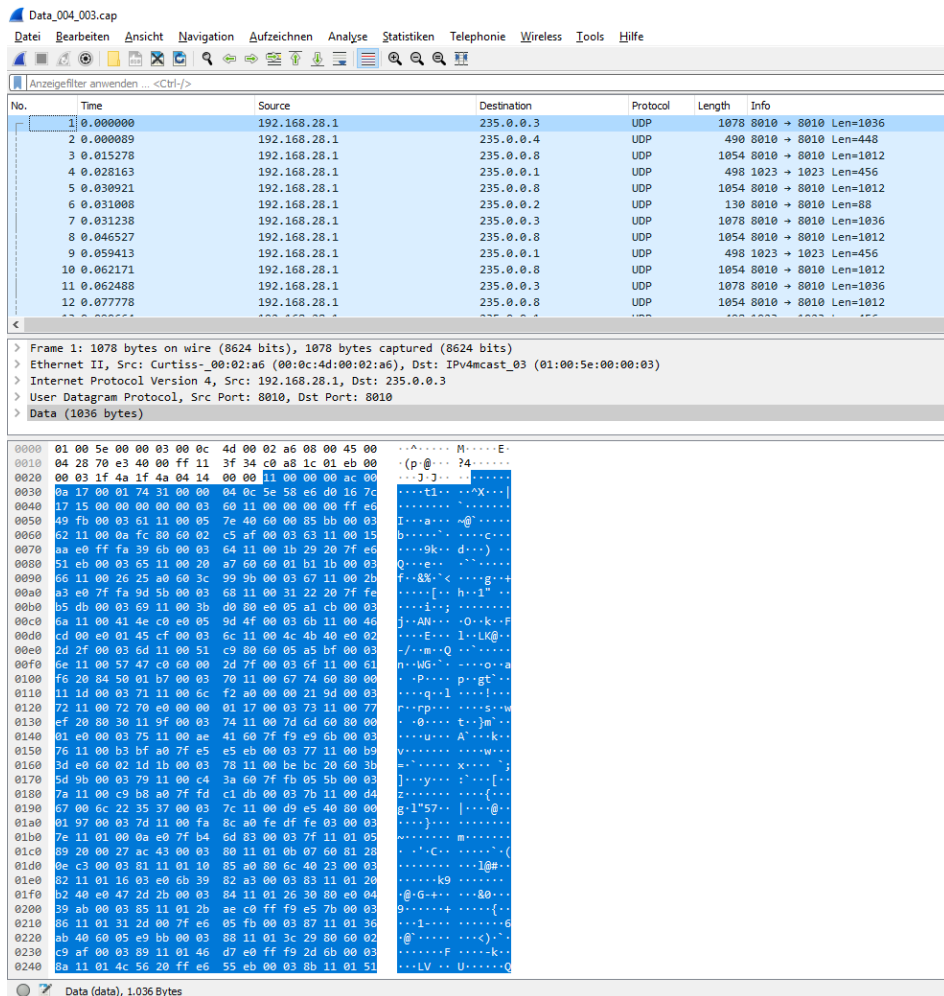 Data_004_003.cap
Datei Bearbeiten Ansicht Navigation Aufzeichnen Analyse Statistiken Telephonie Wireless Tools Hilfe
Anzeigefilter anwenden ... <Ctrl-/>
No. Time Source Destination Protocol Length Info
1 0.000000 192.168.28.1 235.0.0.3 UDP 1078 8010 → 8010 Len=1036
2 0.000089 192.168.28.1 235.0.0.4 UDP 490 8010 → 8010 Len=448
3 0.015278 192.168.28.1 235.0.0.8 UDP 1054 8010 → 8010 Len=1012
4 0.028163 192.168.28.1 235.0.0.1 UDP 498 1023 → 1023 Len=456
5 0.030921 192.168.28.1 235.0.0.8 UDP 1054 8010 → 8010 Len=1012
6 0.031008 192.168.28.1 235.0.0.2 UDP 130 8010 → 8010 Len=88
7 0.031238 192.168.28.1 235.0.0.3 UDP 1078 8010 → 8010 Len=1036
8 0.046527 192.168.28.1 235.0.0.8 UDP 1054 8010 → 8010 Len=1012
9 0.059413 192.168.28.1 235.0.0.1 UDP 498 1023 → 1023 Len=456
10 0.062171 192.168.28.1 235.0.0.8 UDP 1054 8010 → 8010 Len=1012
11 0.062488 192.168.28.1 235.0.0.3 UDP 1078 8010 → 8010 Len=1036
12 0.077778 192.168.28.1 235.0.0.8 UDP 1054 8010 → 8010 Len=1012
> Frame 1: 1078 bytes on wire (8624 bits), 1078 bytes captured (8624 bits)
> Ethernet II, Src: Curtiss-_00:02:a6 (00:0c:4d:00:02:a6), Dst: IPv4mcast_03 (01:00:5e:00:00:03)
> Internet Protocol Version 4, Src: 192.168.28.1, Dst: 235.0.0.3
> User Datagram Protocol, Src Port: 8010, Dst Port: 8010
> Data (1036 bytes)
0000 01 00 5e 00 00 03 00 0c 4d 00 02 a6 08 00 45 00 ··^····· M·····E·
0010 04 28 70 e3 40 00 ff 11 3f 34 c0 a8 1c 01 eb 00 ·(p·@··· ?4······
0020 00 03 1f 4a 1f 4a 04 14 00 00 11 00 00 00 ac 00 ···J·J·· ········
0030 0a 17 00 01 74 31 00 00 04 0c 5e 58 e6 d0 16 7c ····t1·· ··^X···|
0040 17 15 00 00 00 00 00 03 60 11 00 00 00 00 ff e6 ········ `·······
0050 49 fb 00 03 61 11 00 05 7e 40 60 00 85 bb 00 03 I···a··· ~@`·····
0060 62 11 00 0a fc 80 60 02 c5 af 00 03 63 11 00 15 b·····`· ····c···
0070 aa e0 ff fa 39 6b 00 03 64 11 00 1b 29 20 7f e6 ····9k·· d···) ··
0080 51 eb 00 03 65 11 00 20 a7 60 60 01 b1 1b 00 03 Q···e·· ·``·····
0090 66 11 00 26 25 a0 60 3c 99 9b 00 03 67 11 00 2b f··&%·`< ····g··+
00a0 a3 e0 7f fa 9d 5b 00 03 68 11 00 31 22 20 7f fe ·····[·· h··1" ··
00b0 b5 db 00 03 69 11 00 3b d0 80 e0 05 a1 cb 00 03 ····i··; ········
00c0 6a 11 00 41 4e c0 e0 05 9d 4f 00 03 6b 11 00 46 j··AN··· ·O··k··F
00d0 cd 00 e0 01 45 cf 00 03 6c 11 00 4c 4b 40 e0 02 ····E··· l··LK@··
00e0 2d 2f 00 03 6d 11 00 51 c9 80 60 05 a5 bf 00 03 -/··m··Q ··`·····
00f0 6e 11 00 57 47 c0 60 00 2d 7f 00 03 6f 11 00 61 n··WG·`· -···o··a
0100 f6 20 84 50 01 b7 00 03 70 11 00 67 74 60 80 00 · ·P···· p··gt`··
0110 11 1d 00 03 71 11 00 6c f2 a0 00 00 21 9d 00 03 ····q··l ····!···
0120 72 11 00 72 70 e0 00 00 01 17 00 03 73 11 00 77 r··rp··· ····s··w
0130 ef 20 80 30 11 9f 00 03 74 11 00 7d 6d 60 80 00 · ·0···· t··}m`··
0140 01 e0 00 03 75 11 00 ae 41 60 7f f9 e9 6b 00 03 ····u··· A`···k··
0150 76 11 00 b3 bf a0 7f e5 e5 eb 00 03 77 11 00 b9 v······· ····w···
0160 3d e0 60 02 1d 1b 00 03 78 11 00 be bc 20 60 3b =·`····· x···· `;
0170 5d 9b 00 03 79 11 00 c4 3a 60 7f fb 05 5b 00 03 ]···y··· :`···[··
0180 7a 11 00 c9 b8 a0 7f fd c1 db 00 03 7b 11 00 d4 z······· ····{···
0190 67 00 6c 22 35 37 00 03 7c 11 00 d9 e5 40 80 00 g·l"57·· |····@··
01a0 01 97 00 03 7d 11 00 fa 8c a0 fe df fe 03 00 03 ····}··· ········
01b0 7e 11 01 00 0a e0 7f b4 6d 83 00 03 7f 11 01 05 ~······· m·······
01c0 89 20 00 27 ac 43 00 03 80 11 01 0b 07 60 81 28 · ·'·C·· ·····`·(
01d0 0e c3 00 03 81 11 01 10 85 a0 80 6c 40 23 00 03 ········ ···l@#··
01e0 82 11 01 16 03 e0 6b 39 82 a3 00 03 83 11 01 20 ······k9 ·······
01f0 b2 40 e0 47 2d 2b 00 03 84 11 01 26 30 80 e0 04 ·@·G-+·· ···&0···
0200 39 ab 00 03 85 11 01 2b ae c0 ff f9 e5 7b 00 03 9······+ ·····{··
0210 86 11 01 31 2d 00 7f e6 05 fb 00 03 87 11 01 36 ···1-··· ·······6
0220 ab 40 60 05 e9 bb 00 03 88 11 01 3c 29 80 60 02 ·@`····· ···<)·`·
0230 c9 af 00 03 89 11 01 46 d7 e0 ff f9 2d 6b 00 03 ·······F ····-k··
0240 8a 11 01 4c 56 20 ff e6 55 eb 00 03 8b 11 01 51 ···LV ·· U······Q
Data (data), 1.036 Bytes